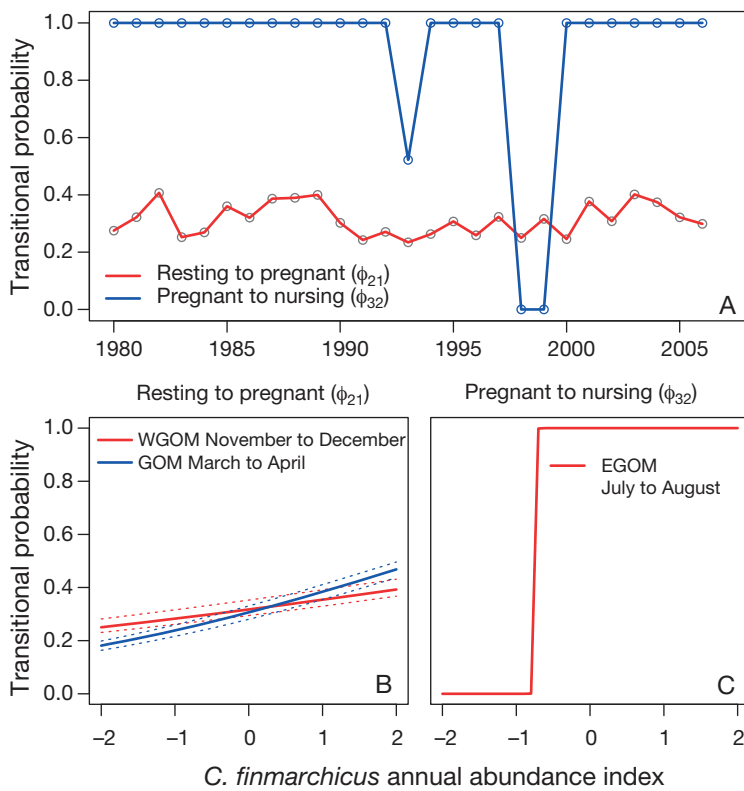 Transitional probability
1.0
0.8
0.6
0.4
0.2
0.0
Resting to pregnant (ϕ21)
Pregnant to nursing (ϕ32)
A
1980 1985 1990 1995 2000 2005
Resting to pregnant (ϕ21)
Pregnant to nursing (ϕ32)
Transitional probability
1.0
0.8
0.6
0.4
0.2
0.0
WGOM November to December
GOM March to April
B
−2 −1 0 1 2
EGOM
July to August
C
−2 −1 0 1 2
C. finmarchicus annual abundance index